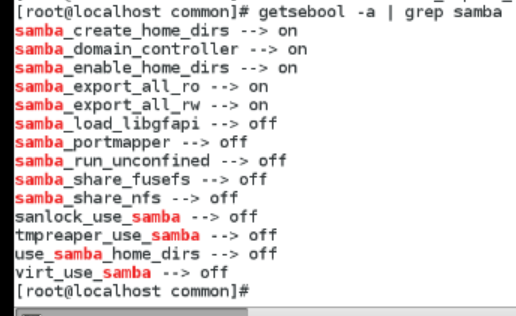 [root@localhost common]# getsebool -a | grep samba
samba_create_home_dirs --> on
samba_domain_controller --> on
samba_enable_home_dirs --> on
samba_export_all_ro --> on
samba_export_all_rw --> on
samba_load_libgfapi --> off
samba_portmapper --> off
samba_run_unconfined --> off
samba_share_fusefs --> off
samba_share_nfs --> off
sanlock_use_samba --> off
tmpreaper_use_samba --> off
use_samba_home_dirs --> off
virt_use_samba --> off
[root@localhost common]#